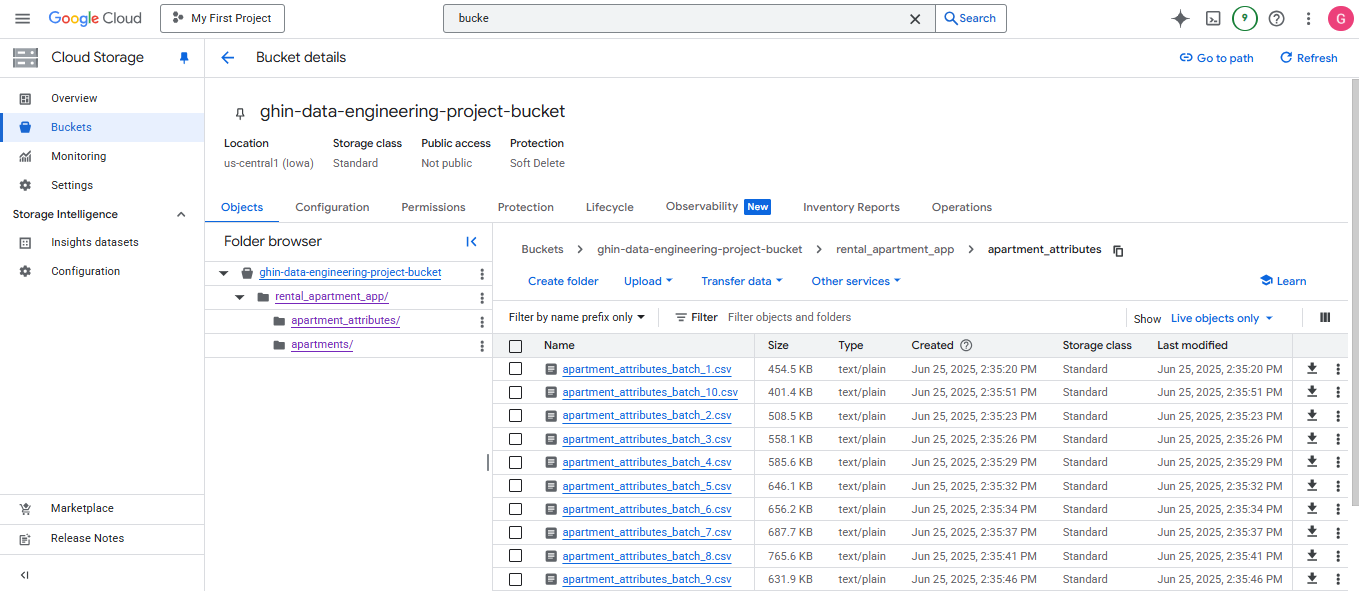 Google Cloud
My First Project
bucke
Search
9
G
Cloud Storage
Bucket details
Go to path
Refresh
Overview
Buckets
Monitoring
Settings
Storage Intelligence
Insights datasets
Configuration
Marketplace
Release Notes
ghin-data-engineering-project-bucket
Location Storage class Public access Protection
us-central1 (Iowa) Standard Not public Soft Delete
Objects Configuration Permissions Protection Lifecycle Observability New Inventory Reports Operations
Folder browser
ghin-data-engineering-project-bucket
rental_apartment_app/
apartment_attributes/
apartments/
Buckets > ghin-data-engineering-project-bucket > rental_apartment_app > apartment_attributes
Create folder Upload Transfer data Other services Learn
Filter by name prefix only Filter Filter objects and folders Show Live objects only
Name Size Type Created Storage class Last modified
apartment_attributes_batch_1.csv 454.5 KB text/plain Jun 25, 2025, 2:35:20 PM Standard Jun 25, 2025, 2:35:20 PM
apartment_attributes_batch_10.csv 401.4 KB text/plain Jun 25, 2025, 2:35:51 PM Standard Jun 25, 2025, 2:35:51 PM
apartment_attributes_batch_2.csv 508.5 KB text/plain Jun 25, 2025, 2:35:23 PM Standard Jun 25, 2025, 2:35:23 PM
apartment_attributes_batch_3.csv 558.1 KB text/plain Jun 25, 2025, 2:35:26 PM Standard Jun 25, 2025, 2:35:26 PM
apartment_attributes_batch_4.csv 585.6 KB text/plain Jun 25, 2025, 2:35:29 PM Standard Jun 25, 2025, 2:35:29 PM
apartment_attributes_batch_5.csv 646.1 KB text/plain Jun 25, 2025, 2:35:32 PM Standard Jun 25, 2025, 2:35:32 PM
apartment_attributes_batch_6.csv 656.2 KB text/plain Jun 25, 2025, 2:35:34 PM Standard Jun 25, 2025, 2:35:34 PM
apartment_attributes_batch_7.csv 687.7 KB text/plain Jun 25, 2025, 2:35:37 PM Standard Jun 25, 2025, 2:35:37 PM
apartment_attributes_batch_8.csv 765.6 KB text/plain Jun 25, 2025, 2:35:41 PM Standard Jun 25, 2025, 2:35:41 PM
apartment_attributes_batch_9.csv 631.9 KB text/plain Jun 25, 2025, 2:35:46 PM Standard Jun 25, 2025, 2:35:46 PM